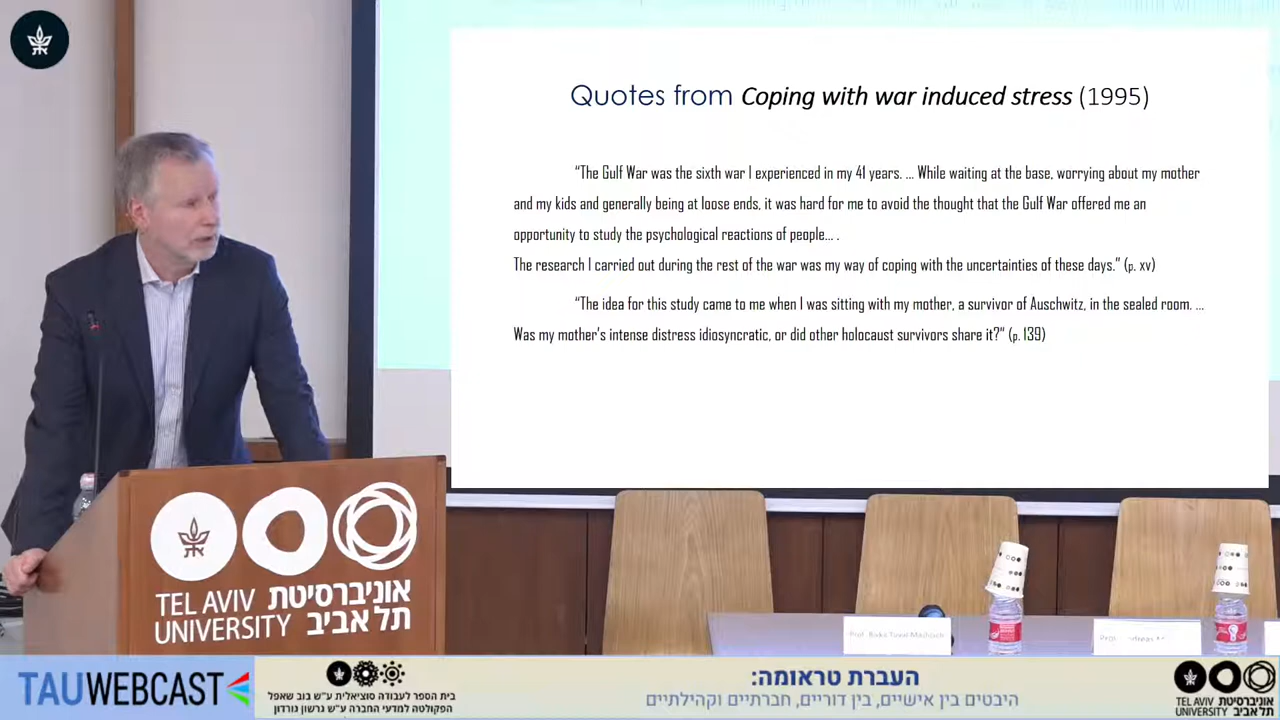 Quotes from Coping with war induced stress (1995)
“The Gulf War was the sixth war I experienced in my 41 years. ... While waiting at the base, worrying about my mother
and my kids and generally being at loose ends, it was hard for me to avoid the thought that the Gulf War offered me an
opportunity to study the psychological reactions of people... .
The research I carried out during the rest of the war was my way of coping with the uncertainties of these days.” (p. xv)
“The idea for this study came to me when I was sitting with my mother, a survivor of Auschwitz, in the sealed room. ...
Was my mother’s intense distress idiosyncratic, or did other holocaust survivors share it?” (p. 139)
TEL AVIV אוניברסיטת
UNIVERSITY תל אביב
Prof. Rivka Tuval-Mashiach
TAUWEBCAST
בית הספר לעבודה סוציאלית ע"ש בוב שאפל
הפקולטה למדעי החברה ע"ש גרשון גורדון
העברת טראומה:
היבטים בין אישיים, בין דוריים, חברתיים וקהילתיים
TEL AVIV אוניברסיטת
UNIVERSITY תל אביב